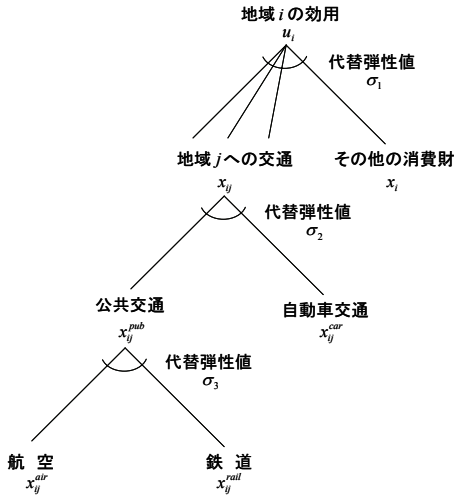 地域 i の効用
u_i
代替弾性値
σ_1
地域 j への交通
x_ij
その他の消費財
x_i
代替弾性値
σ_2
公共交通
x_ij^pub
自動車交通
x_ij^car
代替弾性値
σ_3
航 空
x_ij^air
鉄 道
x_ij^rail